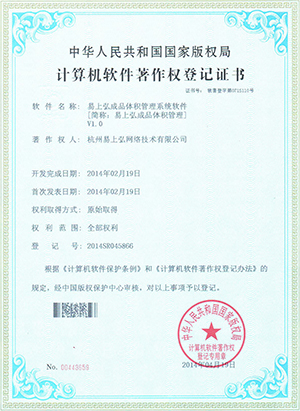 中华人民共和国国家版权局
计算机软件著作权登记证书
证书号： 软著登字第0715110号
软件名称： 易上弘成品体积管理系统软件
[简称：易上弘成品体积管理]
V1.0
著作权人： 杭州易上弘网络技术有限公司
开发完成日期： 2014年02月19日
首次发表日期： 2014年02月19日
权利取得方式： 原始取得
权利范围： 全部权利
登记号： 2014SR045866
根据《计算机软件保护条例》和《计算机软件著作权登记办法》的
规定，经中国版权保护中心审核，对以上事项予以登记。
中华人民共和国国家版权局
计算机软件著作权
登记专用章
No. 00443656
2014年04月19日